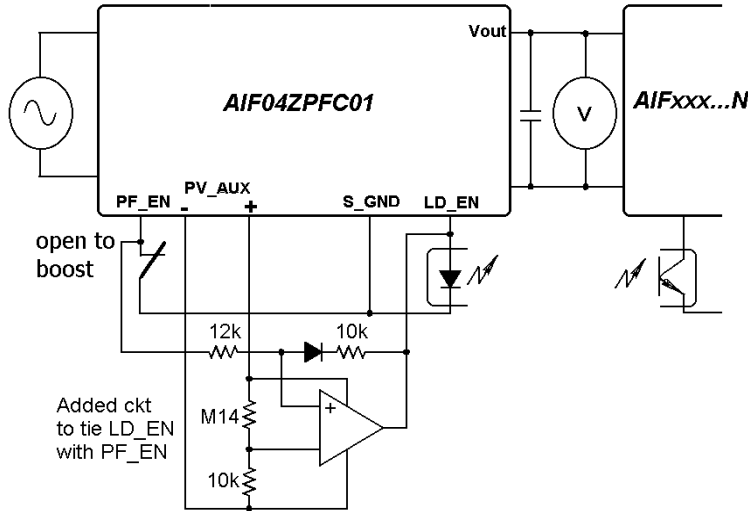 Vout
AIF04ZPFC01
V
AIFxxx...N
PF_EN
PV_AUX
-
+
S_GND
LD_EN
open to
boost
12k
10k
Added ckt
to tie LD_EN
with PF_EN
M14
+
10k